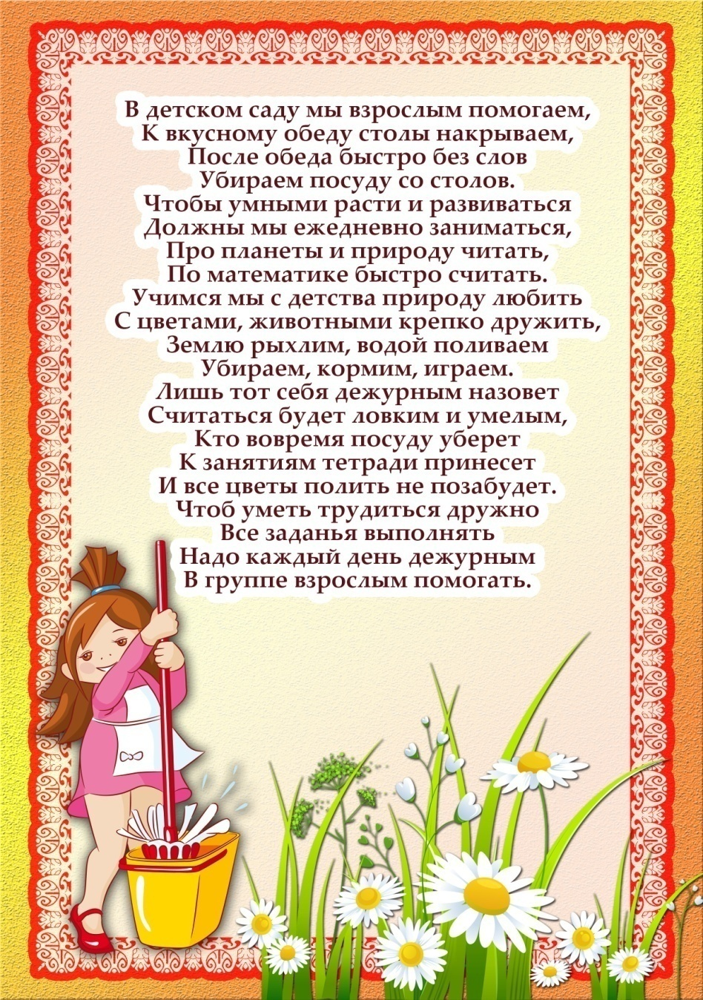 В детском саду мы взрослым помогаем,
К вкусному обеду столы накрываем,
После обеда быстро без слов
Убираем посуду со столов.
Чтобы умными расти и развиваться
Должны мы ежедневно заниматься,
Про планеты и природу читать,
По математике быстро считать.
Учимся мы с детства природу любить
С цветами, животными крепко дружить,
Землю рыхлим, водой поливаем
Убираем, кормим, играем.
Лишь тот себя дежурным назовет
Считаться будет ловким и умелым,
Кто вовремя посуду уберет
К занятиям тетради принесет
И все цветы полить не позабудет.
Чтоб уметь трудиться дружно
Все заданья выполнять
Надо каждый день дежурным
В группе взрослым помогать.